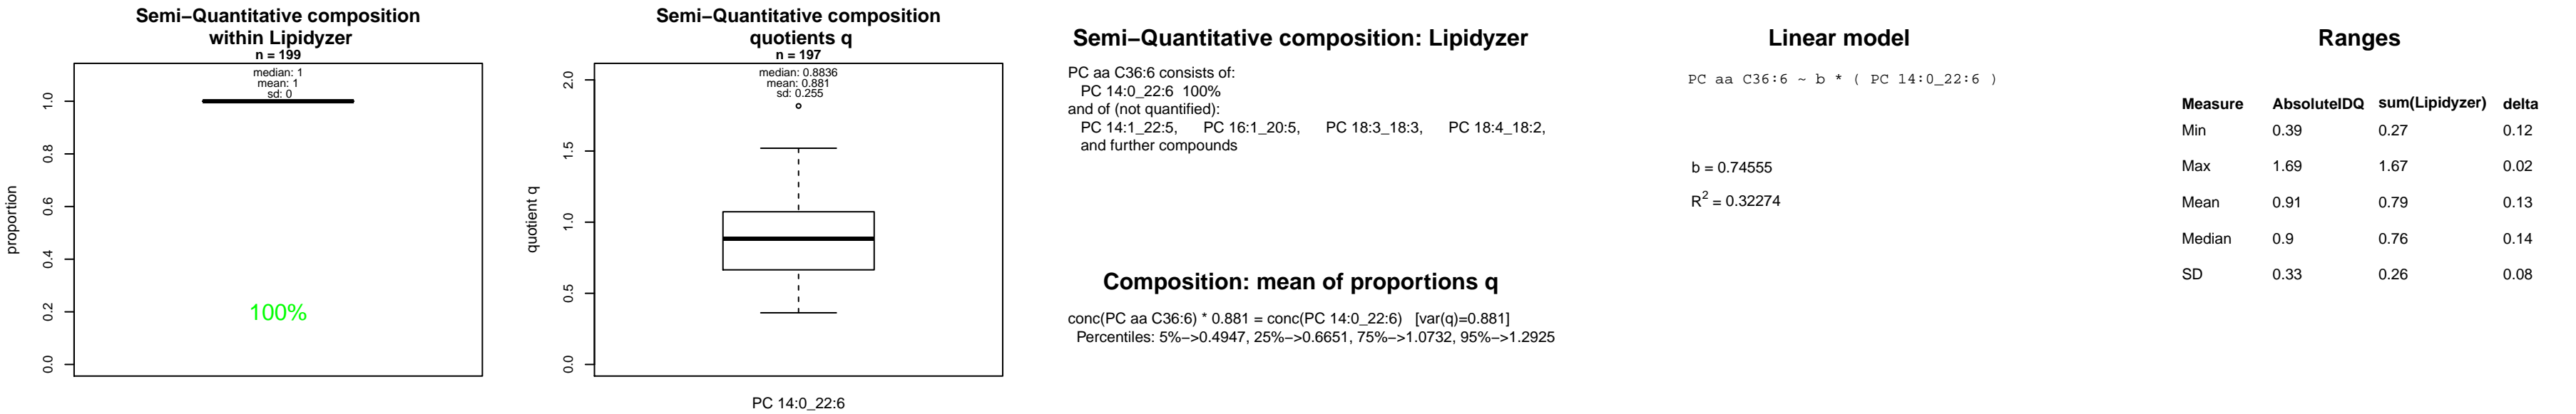 Semi−Quantitative composition
within Lipidyzer
n = 199
median: 1
mean: 1
sd: 0
proportion
1.0
0.8
0.6
0.4
0.2
0.0
100%
Semi−Quantitative composition
quotients q
n = 197
median: 0.8836
mean: 0.881
sd: 0.255
quotient q
2.0
1.5
1.0
0.5
0.0
PC 14:0_22:6
Semi−Quantitative composition: Lipidyzer
PC aa C36:6 consists of:
PC 14:0_22:6 100%
and of (not quantified):
PC 14:1_22:5, PC 16:1_20:5, PC 18:3_18:3, PC 18:4_18:2,
and further compounds
Composition: mean of proportions q
conc(PC aa C36:6) * 0.881 = conc(PC 14:0_22:6) [var(q)=0.881]
Percentiles: 5%−>0.4947, 25%−>0.6651, 75%−>1.0732, 95%−>1.2925
Linear model
PC aa C36:6 ~ b * ( PC 14:0_22:6 )
b = 0.74555
R² = 0.32274
Ranges
Measure AbsoluteIDQ sum(Lipidyzer) delta
Min 0.39 0.27 0.12
Max 1.69 1.67 0.02
Mean 0.91 0.79 0.13
Median 0.9 0.76 0.14
SD 0.33 0.26 0.08